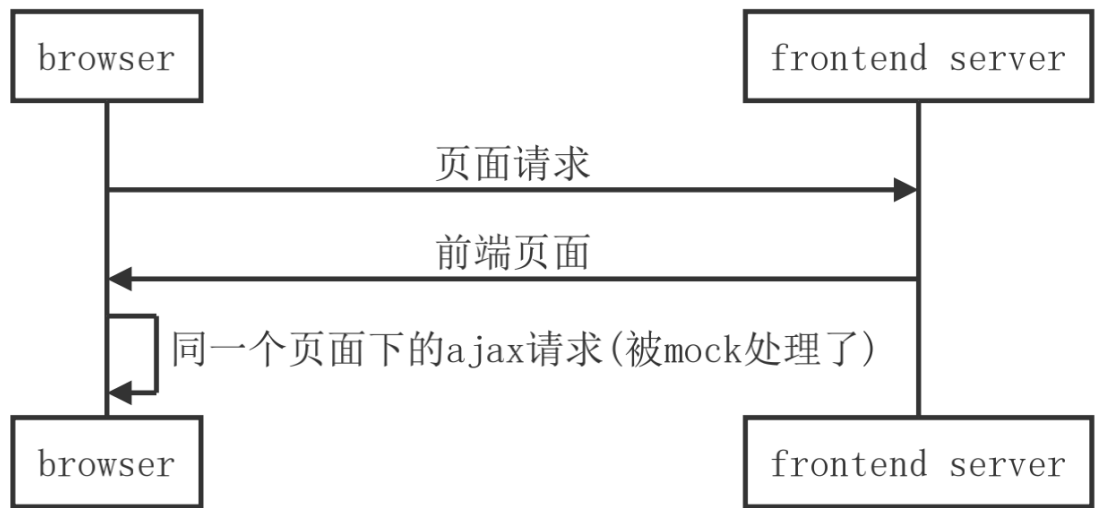 browser
frontend server
页面请求
前端页面
同一个页面下的ajax请求(被mock处理了)
browser
frontend server